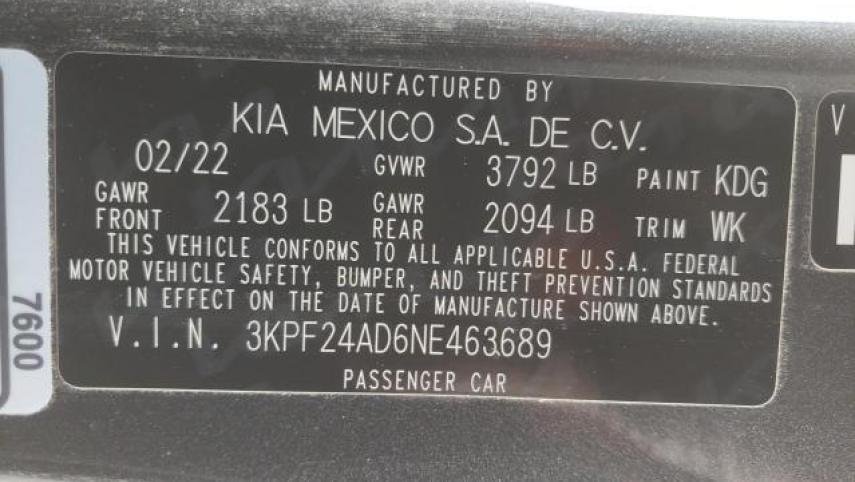 MANUFACTURED BY
KIA MEXICO S.A. DE C.V.
02/22 GVWR 3792 LB PAINT KDG
GAWR FRONT 2183 LB GAWR REAR 2094 LB TRIM WK
THIS VEHICLE CONFORMS TO ALL APPLICABLE U.S.A. FEDERAL
MOTOR VEHICLE SAFETY, BUMPER, AND THEFT PREVENTION STANDARDS
IN EFFECT ON THE DATE OF MANUFACTURE SHOWN ABOVE.
V.I.N. 3KPF24AD6NE463689
PASSENGER CAR
7600
V